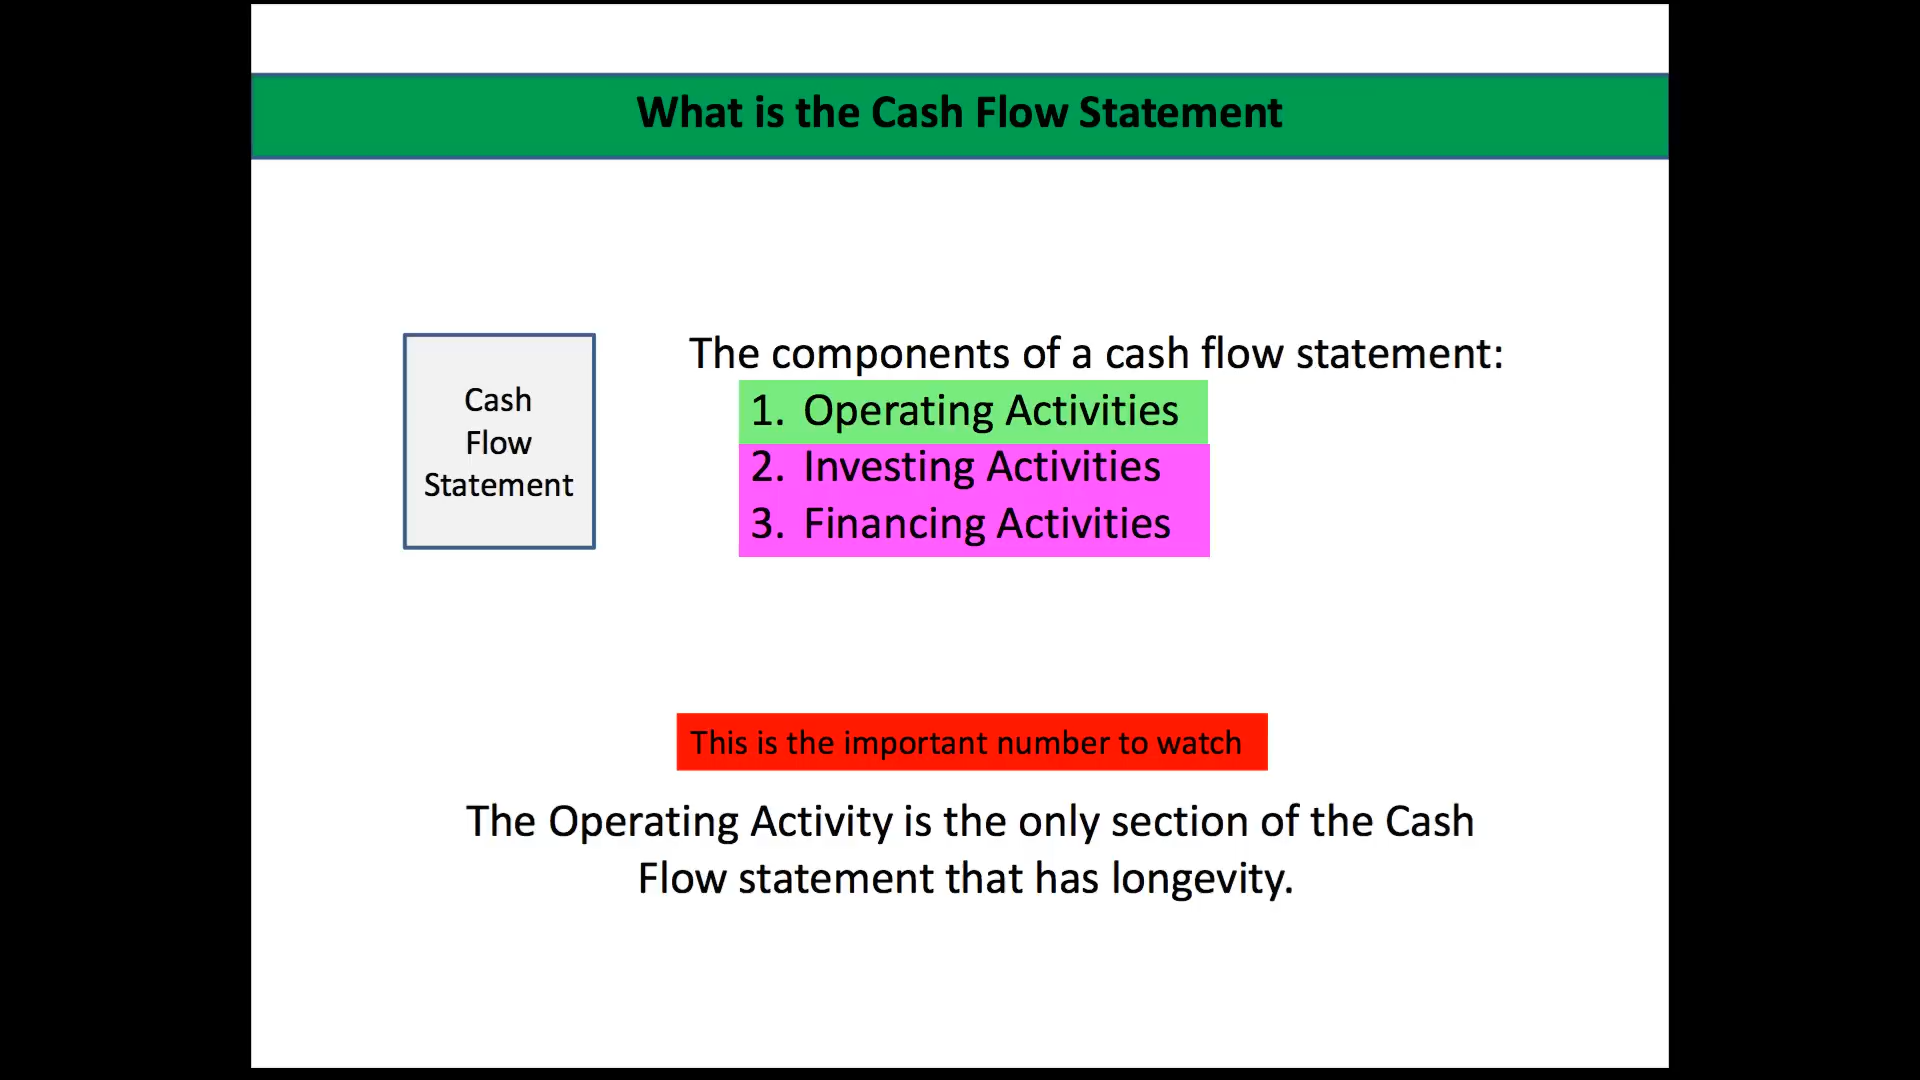 What is the Cash Flow Statement
Cash
Flow
Statement
The components of a cash flow statement:
1. Operating Activities
2. Investing Activities
3. Financing Activities
This is the important number to watch
The Operating Activity is the only section of the Cash
Flow statement that has longevity.